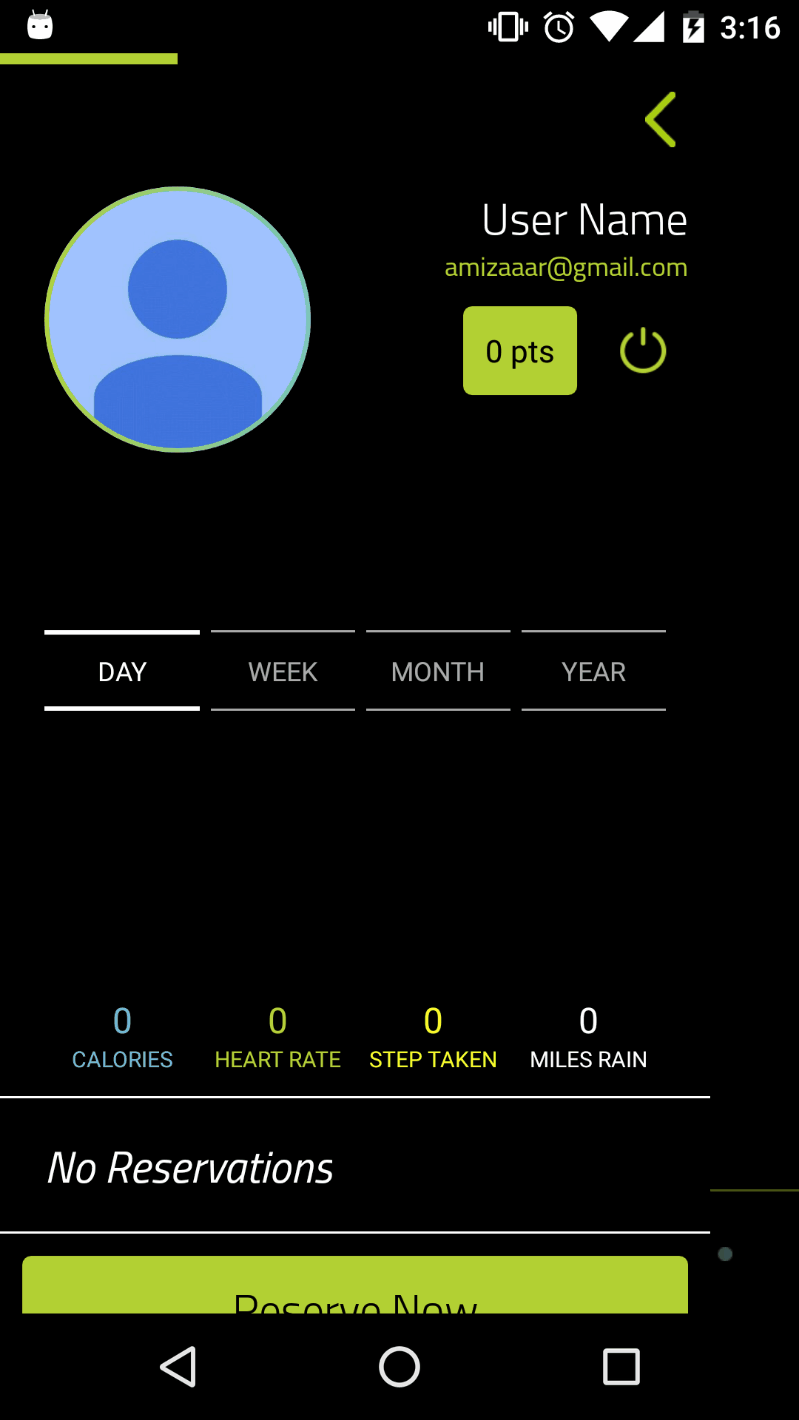 3:16
User Name
amizaaar@gmail.com
0 pts
DAY WEEK MONTH YEAR
0 0 0 0
CALORIES HEART RATE STEP TAKEN MILES RAIN
No Reservations
Reserve Now